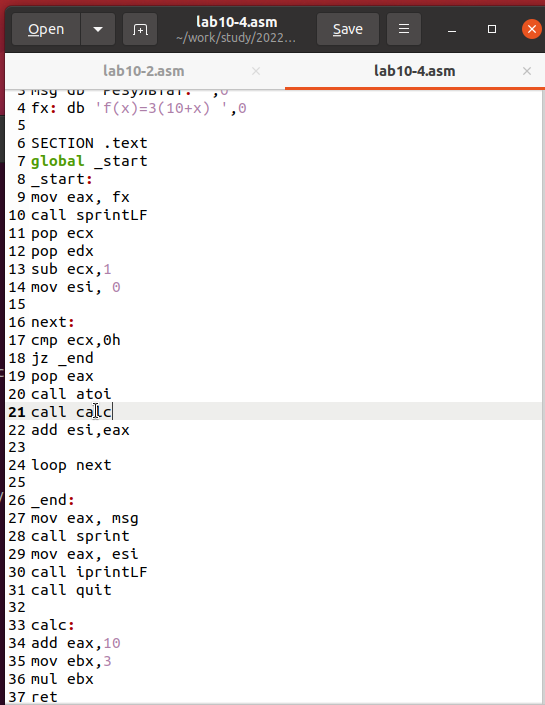 Open
lab10-4.asm
~/work/study/2022...
Save
lab10-2.asm
lab10-4.asm
3 msg db "Результат: ",0
4 fx: db 'f(x)=3(10+x) ',0
5
6 SECTION .text
7 global _start
8 _start:
9 mov eax, fx
10 call sprintLF
11 pop ecx
12 pop edx
13 sub ecx,1
14 mov esi, 0
15
16 next:
17 cmp ecx,0h
18 jz _end
19 pop eax
20 call atoi
21 call calc
22 add esi,eax
23
24 loop next
25
26 _end:
27 mov eax, msg
28 call sprint
29 mov eax, esi
30 call iprintLF
31 call quit
32
33 calc:
34 add eax,10
35 mov ebx,3
36 mul ebx
37 ret